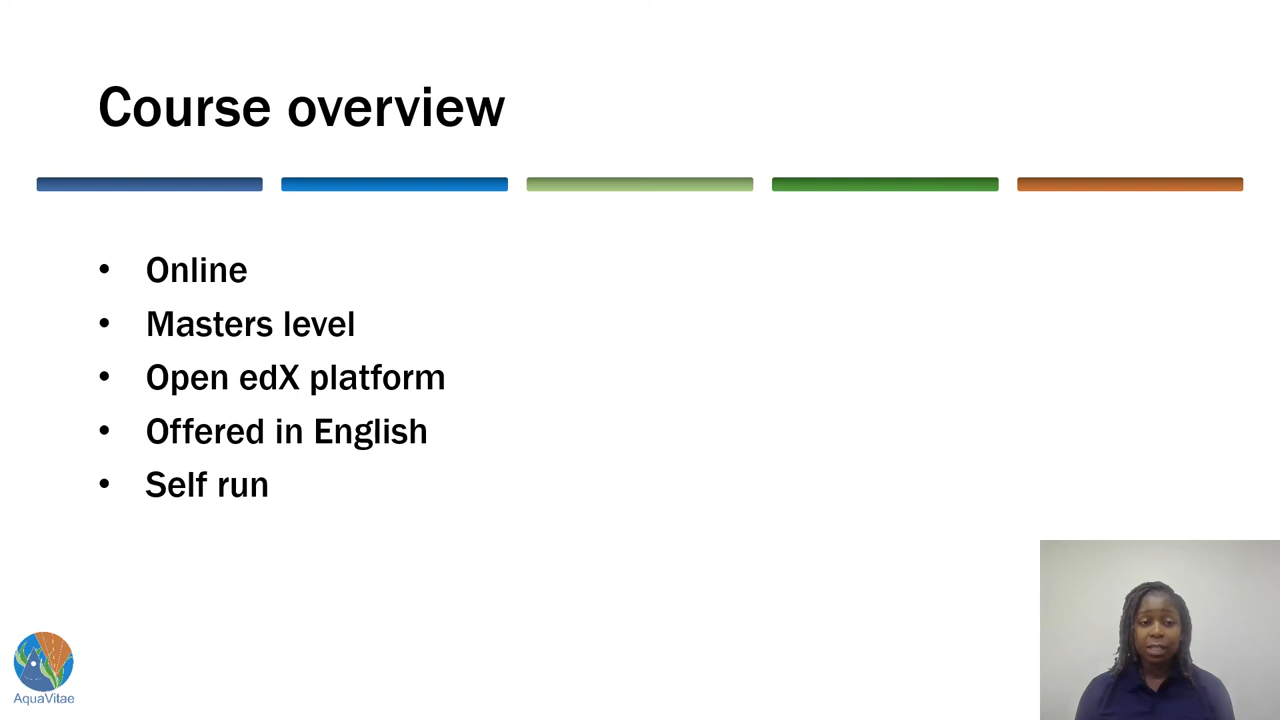 Course overview
• Online
• Masters level
• Open edX platform
• Offered in English
• Self run
AquaVitae